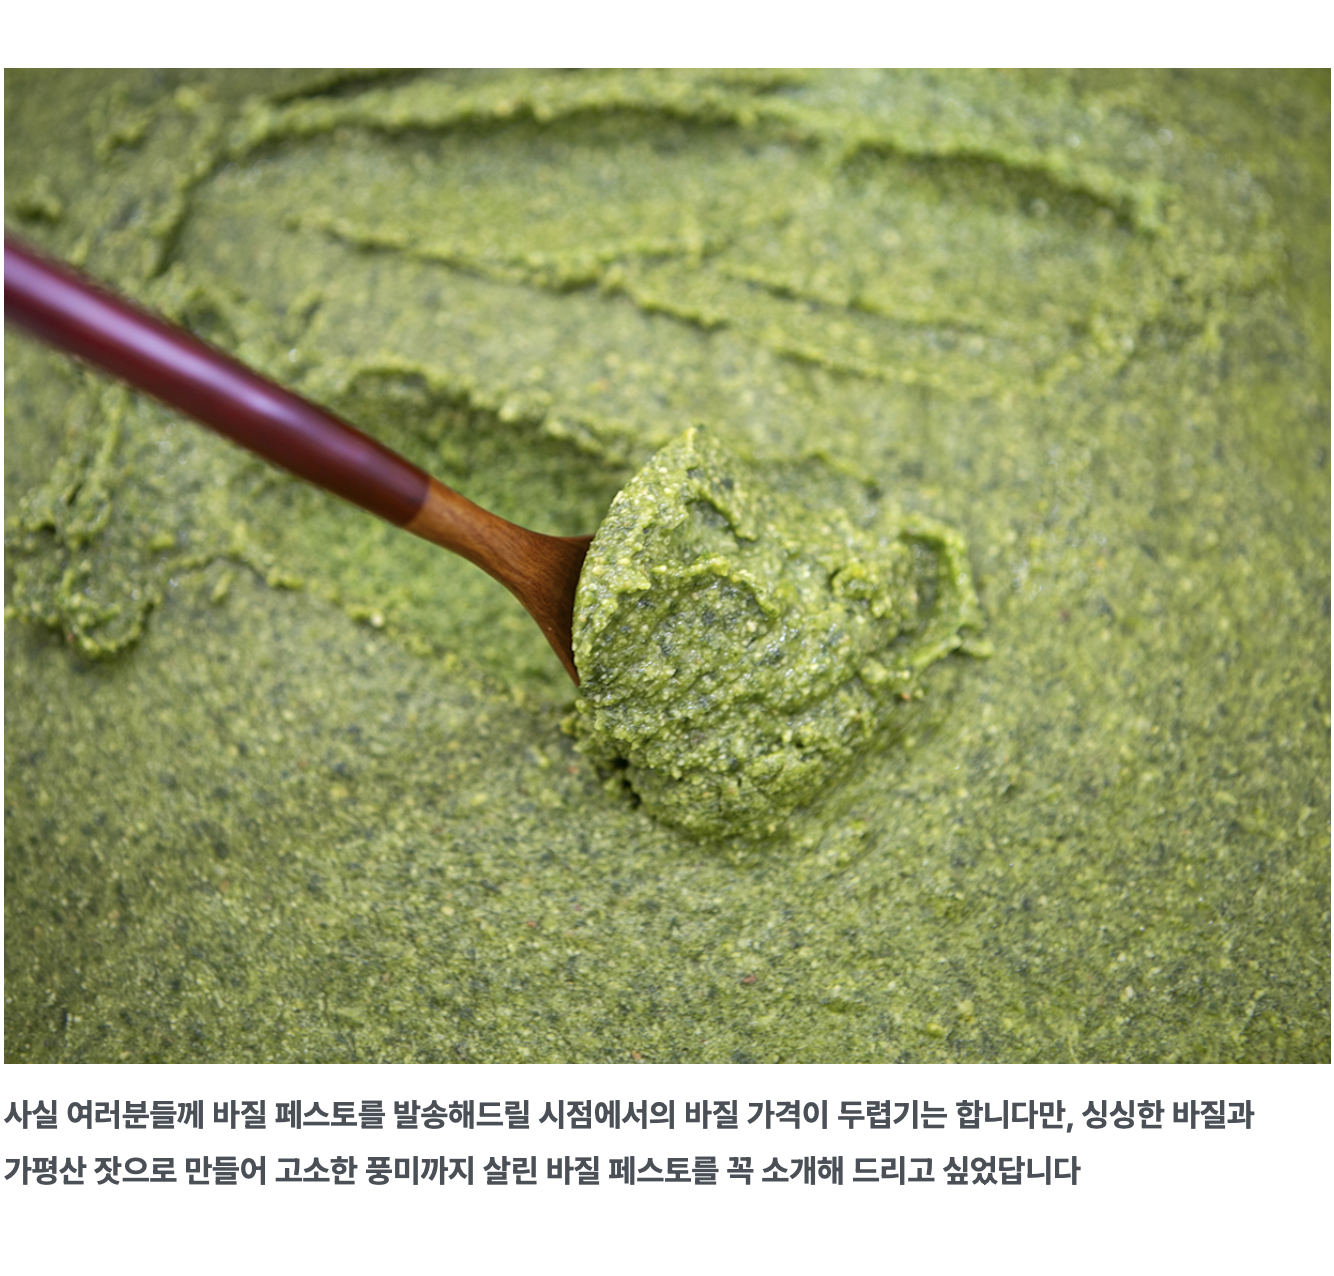 사실 여러분들께 바질 페스토를 발송해드릴 시점에서의 바질 가격이 두렵기는 합니다만, 싱싱한 바질과
가평산 잣으로 만들어 고소한 풍미까지 살린 바질 페스토를 꼭 소개해 드리고 싶었답니다